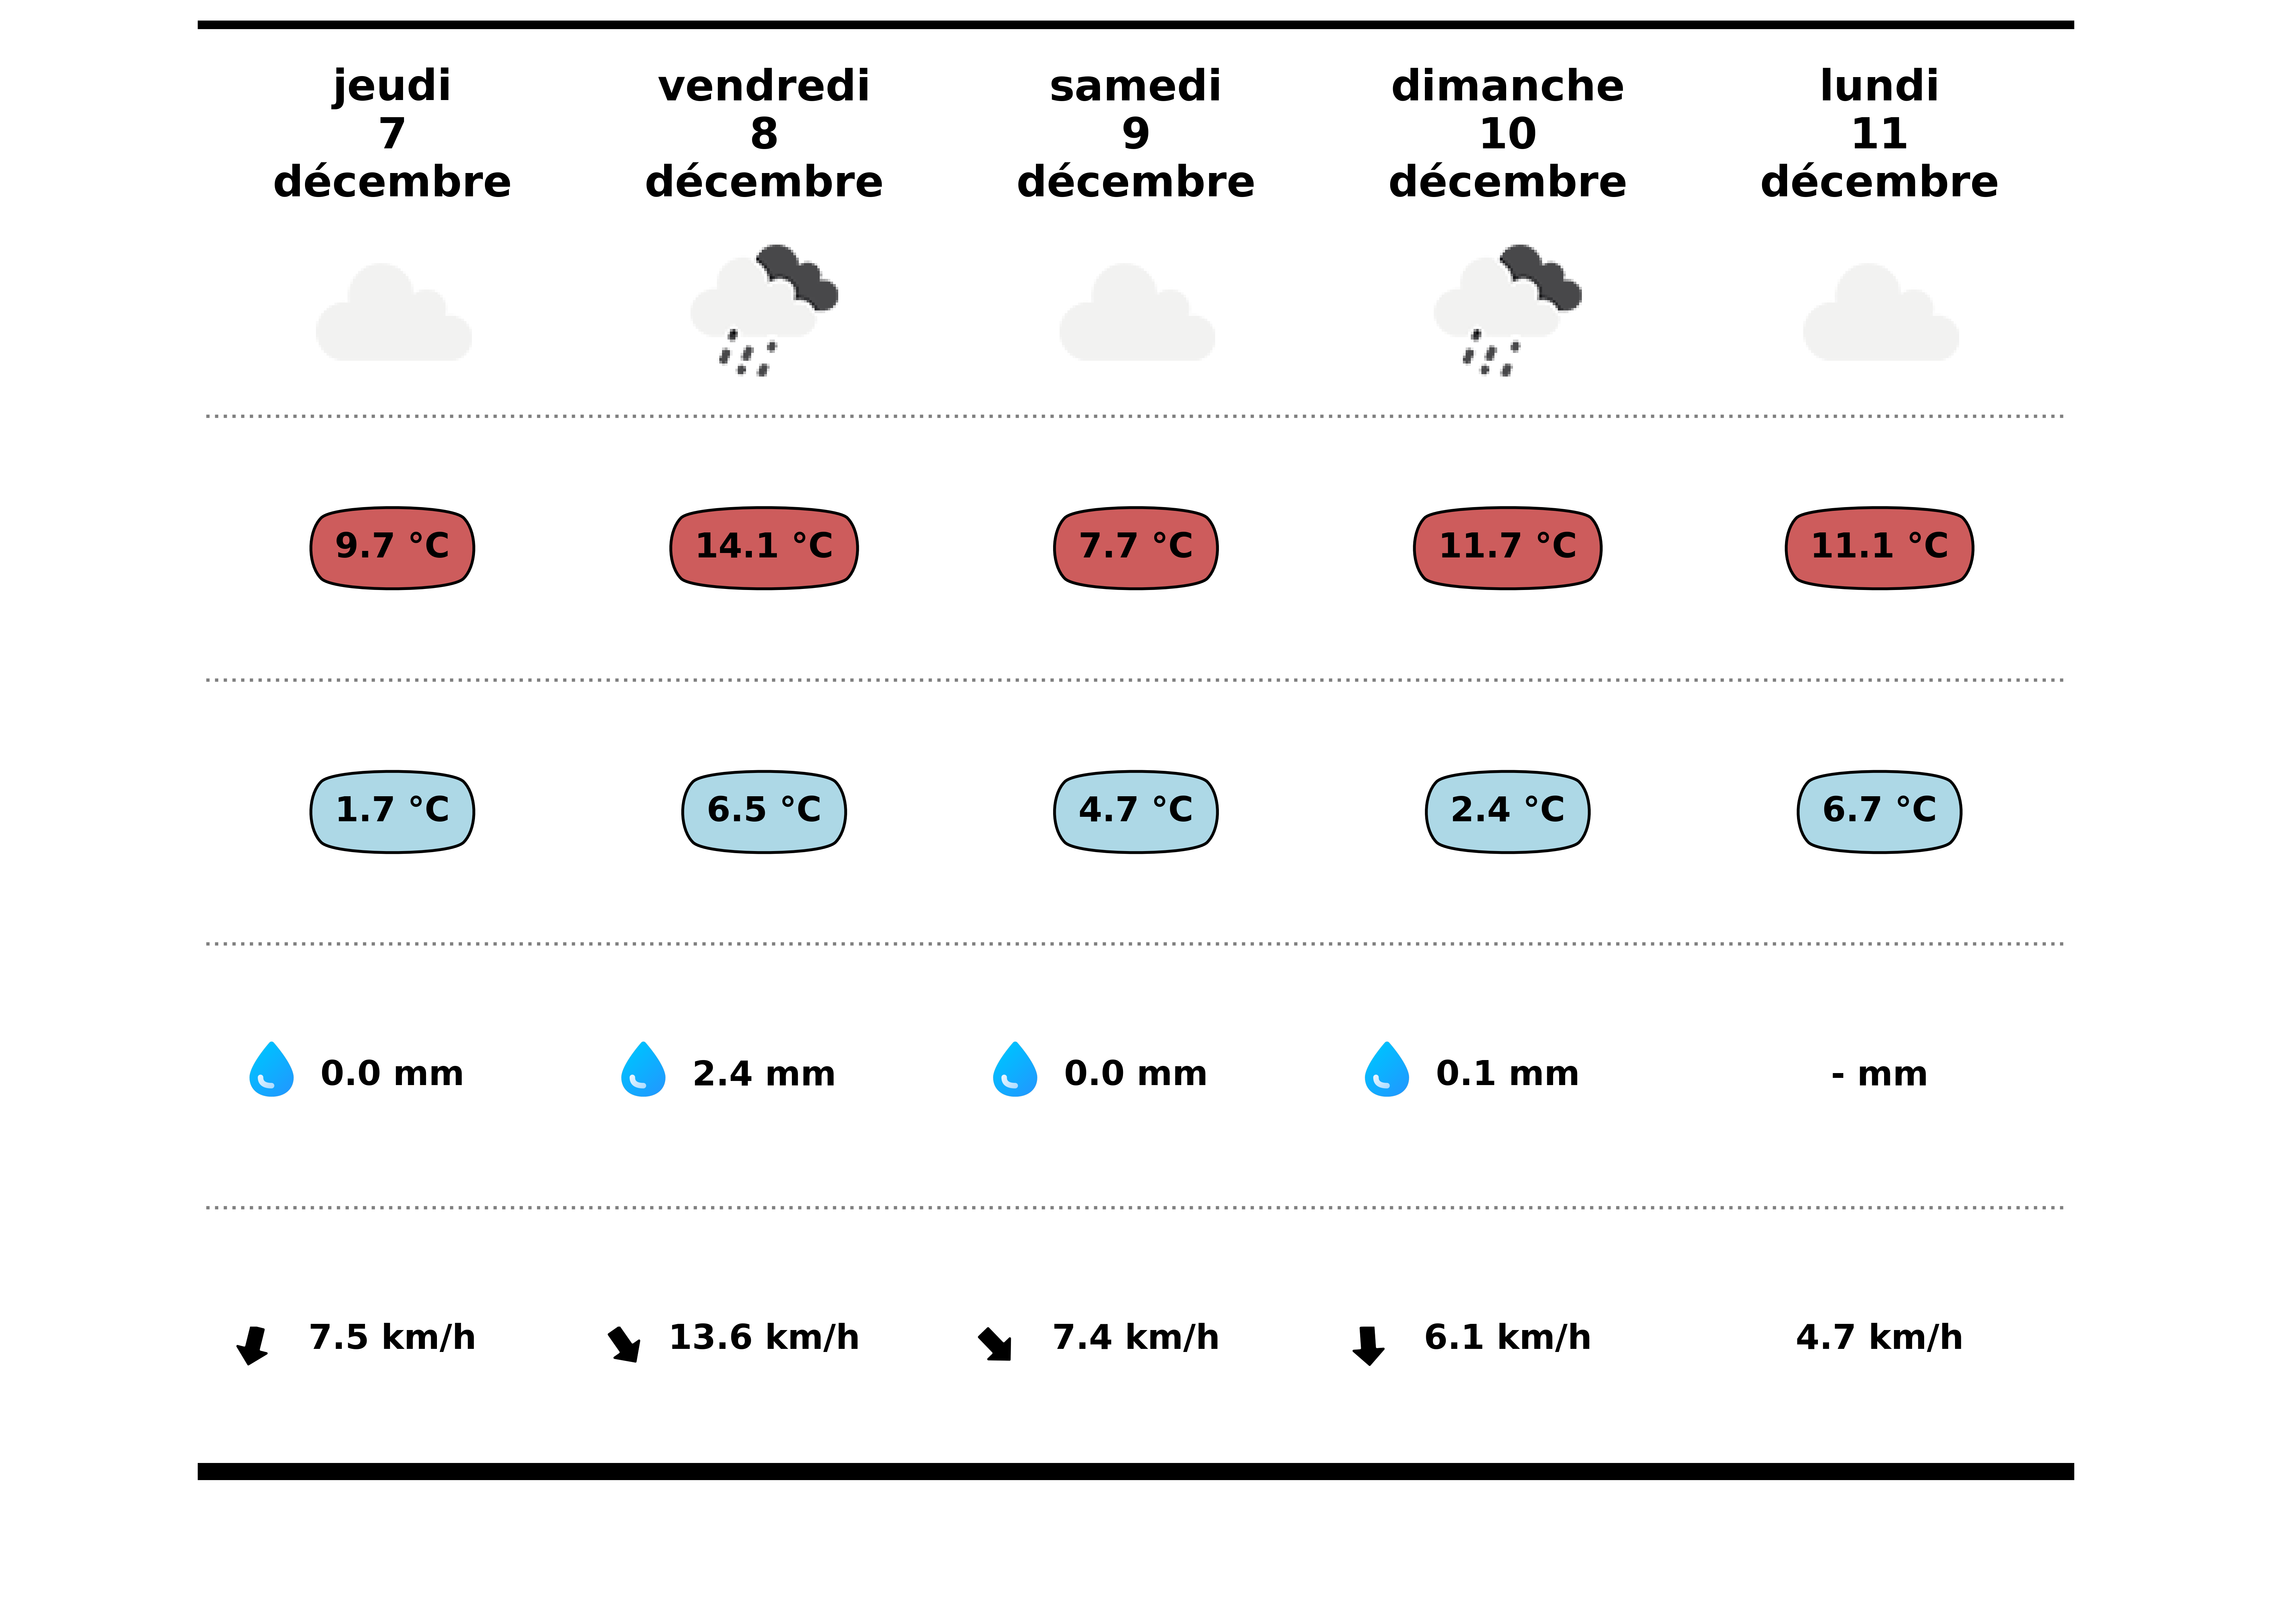 jeudi
7
décembre
vendredi
8
décembre
samedi
9
décembre
dimanche
10
décembre
lundi
11
décembre
9.7 °C
14.1 °C
7.7 °C
11.7 °C
11.1 °C
1.7 °C
6.5 °C
4.7 °C
2.4 °C
6.7 °C
0.0 mm
2.4 mm
0.0 mm
0.1 mm
- mm
7.5 km/h
13.6 km/h
7.4 km/h
6.1 km/h
4.7 km/h